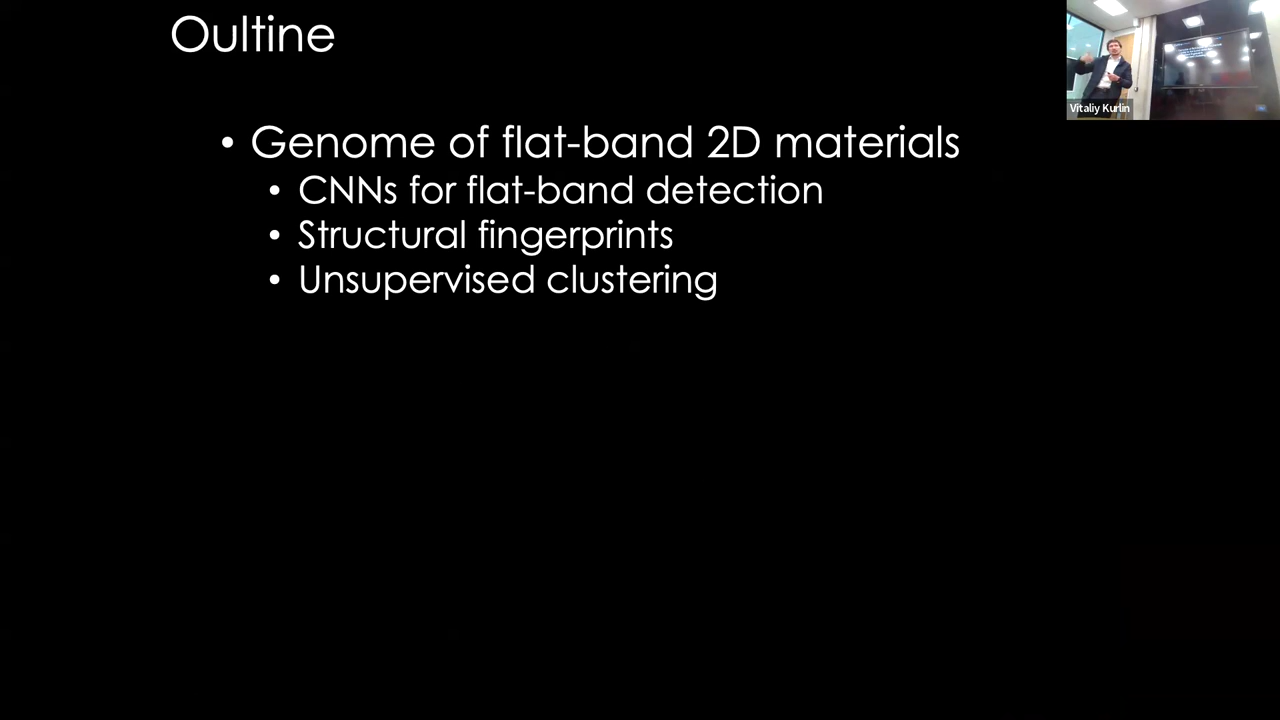 Oultine
• Genome of flat-band 2D materials
• CNNs for flat-band detection
• Structural fingerprints
• Unsupervised clustering
Vitaliy Kurlin